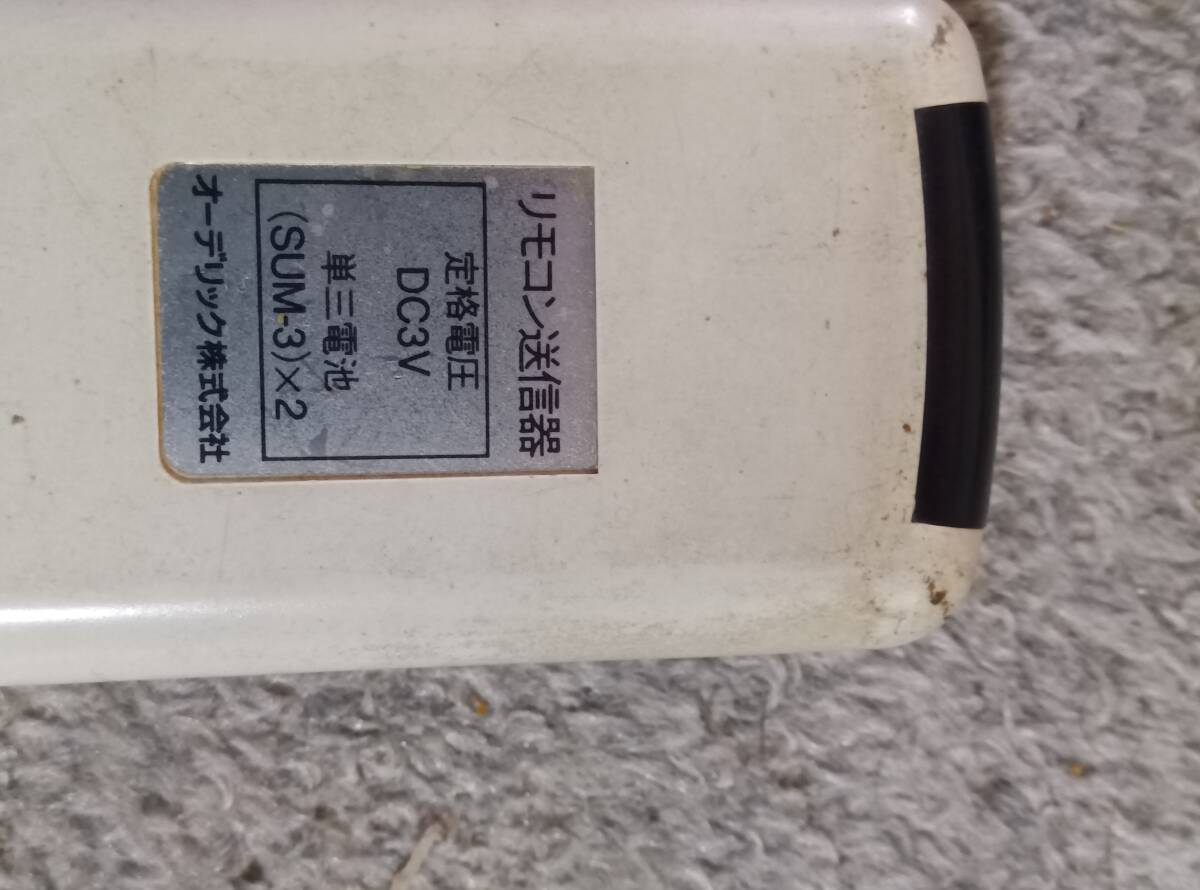 リモコン送信器
定格電圧
DC3V
単三電池
(SUM-3)×2
オーデリック株式会社